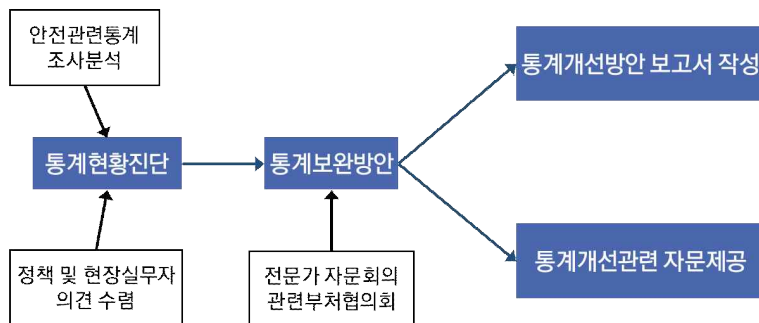 안전관련통계
조사분석
통계개선방안 보고서 작성
통계현황진단
통계보완방안
정책 및 현장실무자
의견 수렴
전문가 자문회의
관련부처협의회
통계개선관련 자문제공